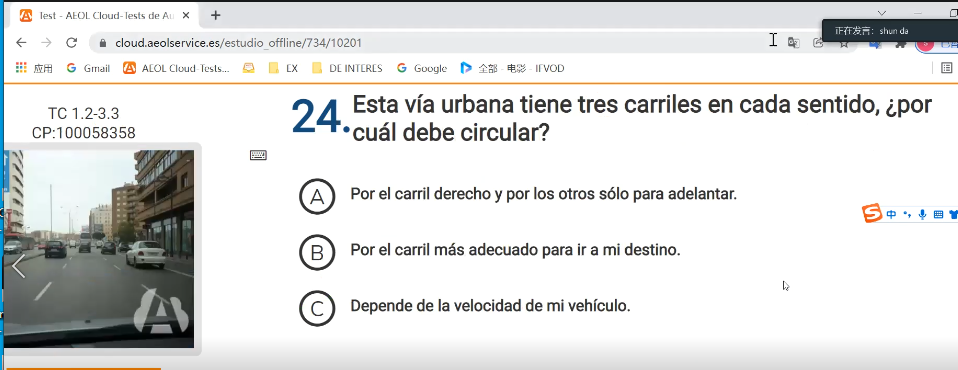 Test - AEOL Cloud-Tests de Au
正在发言: shun da
cloud.aeolservice.es/estudio_offline/734/10201
应用
Gmail
AEOL Cloud-Tests...
EX
DE INTERES
Google
全部 - 电影 - IFVOD
TC 1.2-3.3
CP:100058358
24. Esta vía urbana tiene tres carriles en cada sentido, ¿por
cuál debe circular?
A Por el carril derecho y por los otros sólo para adelantar.
中
B Por el carril más adecuado para ir a mi destino.
C Depende de la velocidad de mi vehículo.